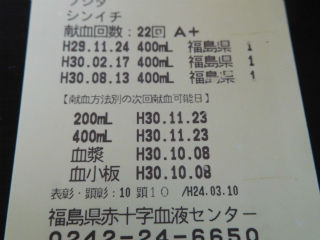 フジタ
シンイチ
献血回数: 22回 A+
H29.11.24 400mL 福島県 1
H30.02.17 400mL 福島県 1
H30.08.13 400mL 福島県 1
【献血方法別の次回献血可能日】
200mL H30.11.23
400mL H30.11.23
血漿 H30.10.08
血小板 H30.10.08
表彰・顕彰: 10 顕10 /H24.03.10
福島県赤十字血液センター
0242-24-6650